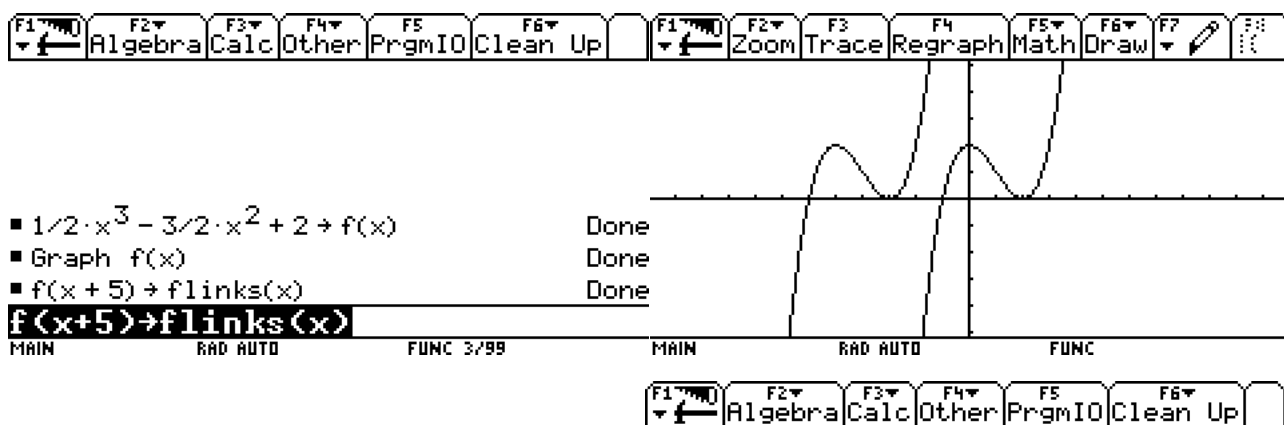 F1 F2 F3 F4 F5 F6
Algebra Calc Other PrgmIO Clean Up
1/2·x³ - 3/2·x² + 2 → f(x) Done
Graph f(x) Done
f(x + 5) → flinks(x) Done
f(x+5)→flinks(x)
MAIN RAD AUTO FUNC 3/99
F1 F2 F3 F4 F5 F6 F7
Zoom Trace Regraph Math Draw
MAIN RAD AUTO FUNC
F1 F2 F3 F4 F5 F6
Algebra Calc Other PrgmIO Clean Up